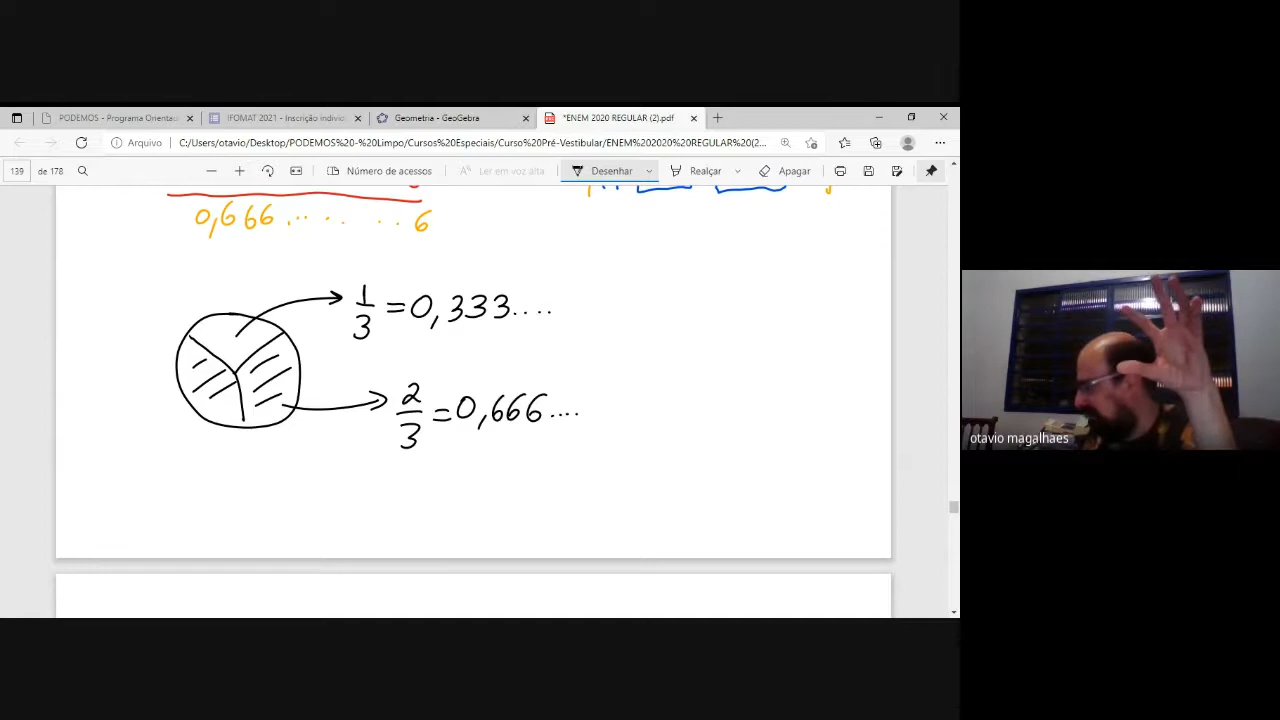 PODEMOS - Programa Orienta
IFOMAT 2021 - Inscrição individ
Geometria - GeoGebra
*ENEM 2020 REGULAR (2).pdf
Arquivo
C:/Users/otavio/Desktop/PODEMOS%20-%20Limpo/Cursos%20Especiais/Curso%20Pré-Vestibular/ENEM%202020%20REGULAR%20(2...
139 de 178
Número de acessos
Ler em voz alta
Desenhar
Realçar
Apagar
0,666 ... . . . . . 6
1/3 = 0,333....
2/3 = 0,666....
otavio magalhaes